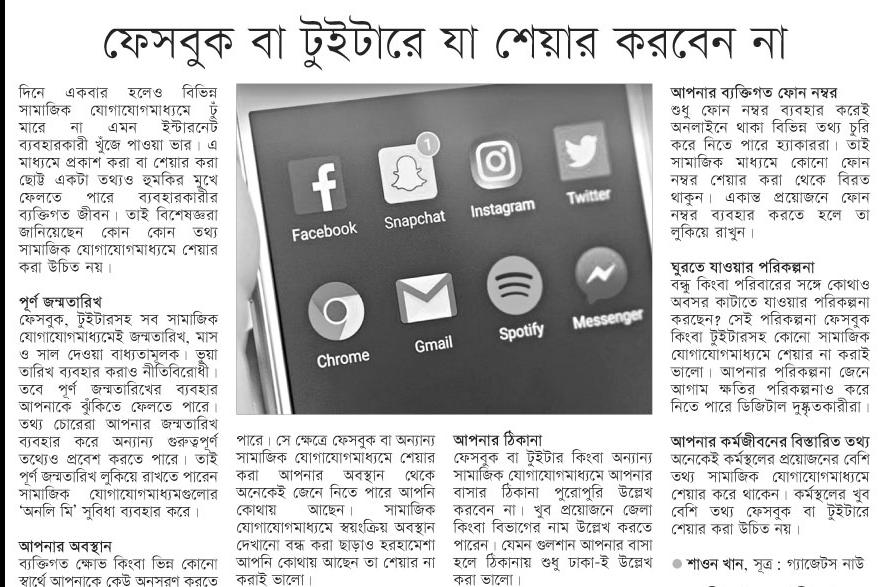 ফেসবুক বা টুইটারে যা শেয়ার করবেন না
দিনে একবার হলেও বিভিন্ন
সামাজিক যোগাযোগমাধ্যমে ঢুঁ
মারে না এমন ইন্টারনেট
ব্যবহারকারী খুঁজে পাওয়া ভার। এ
মাধ্যমে প্রকাশ করা বা শেয়ার করা
ছোট্ট একটা তথ্যও হুমকির মুখে
ফেলতে পারে ব্যবহারকারীর
ব্যক্তিগত জীবন। তাই বিশেষজ্ঞরা
জানিয়েছেন কোন কোন তথ্য
সামাজিক যোগাযোগমাধ্যমে শেয়ার
করা উচিত নয়।
পূর্ণ জন্মতারিখ
ফেসবুক, টুইটারসহ সব সামাজিক
যোগাযোগমাধ্যমেই জন্মতারিখ, মাস
ও সাল দেওয়া বাধ্যতামূলক। ভুয়া
তারিখ ব্যবহার করাও নীতিবিরোধী।
তবে পূর্ণ জন্মতারিখের ব্যবহার
আপনাকে ঝুঁকিতে ফেলতে পারে।
তথ্য চোরেরা আপনার জন্মতারিখ
ব্যবহার করে অন্যান্য গুরুত্বপূর্ণ
তথ্যেও প্রবেশ করতে পারে। তাই
পূর্ণ জন্মতারিখ লুকিয়ে রাখতে পারেন
সামাজিক যোগাযোগমাধ্যমগুলোর
‘অনলি মি’ সুবিধা ব্যবহার করে।
আপনার অবস্থান
ব্যক্তিগত ক্ষোভ কিংবা ভিন্ন কোনো
স্বার্থে আপনাকে কেউ অনুসরণ করতে
1
Facebook
Snapchat
Instagram
Twitter
Chrome
Gmail
Spotify
Messenger
পারে। সে ক্ষেত্রে ফেসবুক বা অন্যান্য
সামাজিক যোগাযোগমাধ্যমে শেয়ার
করা আপনার অবস্থান থেকে
অনেকেই জেনে নিতে পারে আপনি
কোথায় আছেন। সামাজিক
যোগাযোগমাধ্যমে স্বয়ংক্রিয় অবস্থান
দেখানো বন্ধ করা ছাড়াও হরহামেশা
আপনি কোথায় আছেন তা শেয়ার না
করাই ভালো।
আপনার ঠিকানা
ফেসবুক বা টুইটার কিংবা অন্যান্য
সামাজিক যোগাযোগমাধ্যমে আপনার
বাসার ঠিকানা পুরোপুরি উল্লেখ
করবেন না। খুব প্রয়োজনে জেলা
কিংবা বিভাগের নাম উল্লেখ করতে
পারেন। যেমন গুলশান আপনার বাসা
হলে ঠিকানায় শুধু ঢাকা-ই উল্লেখ
করা ভালো।
আপনার ব্যক্তিগত ফোন নম্বর
শুধু ফোন নম্বর ব্যবহার করেই
অনলাইনে থাকা বিভিন্ন তথ্য চুরি
করে নিতে পারে হ্যাকাররা। তাই
সামাজিক মাধ্যমে কোনো ফোন
নম্বর শেয়ার করা থেকে বিরত
থাকুন। একান্ত প্রয়োজনে ফোন
নম্বর ব্যবহার করতে হলে তা
লুকিয়ে রাখুন।
ঘুরতে যাওয়ার পরিকল্পনা
বন্ধু কিংবা পরিবারের সঙ্গে কোথাও
অবসর কাটাতে যাওয়ার পরিকল্পনা
করছেন? সেই পরিকল্পনা ফেসবুক
কিংবা টুইটারসহ কোনো সামাজিক
যোগাযোগমাধ্যমে শেয়ার না করাই
ভালো। আপনার পরিকল্পনা জেনে
আগাম ক্ষতির পরিকল্পনাও করে
নিতে পারে ডিজিটাল দুষ্কৃতকারীরা।
আপনার কর্মজীবনের বিস্তারিত তথ্য
অনেকেই কর্মস্থলের প্রয়োজনের বেশি
তথ্য সামাজিক যোগাযোগমাধ্যমে
শেয়ার করে থাকেন। কর্মস্থলের খুব
বেশি তথ্য ফেসবুক বা টুইটারে
শেয়ার করা উচিত নয়।
● শাওন খান, সূত্র : গ্যাজেটস নাউ